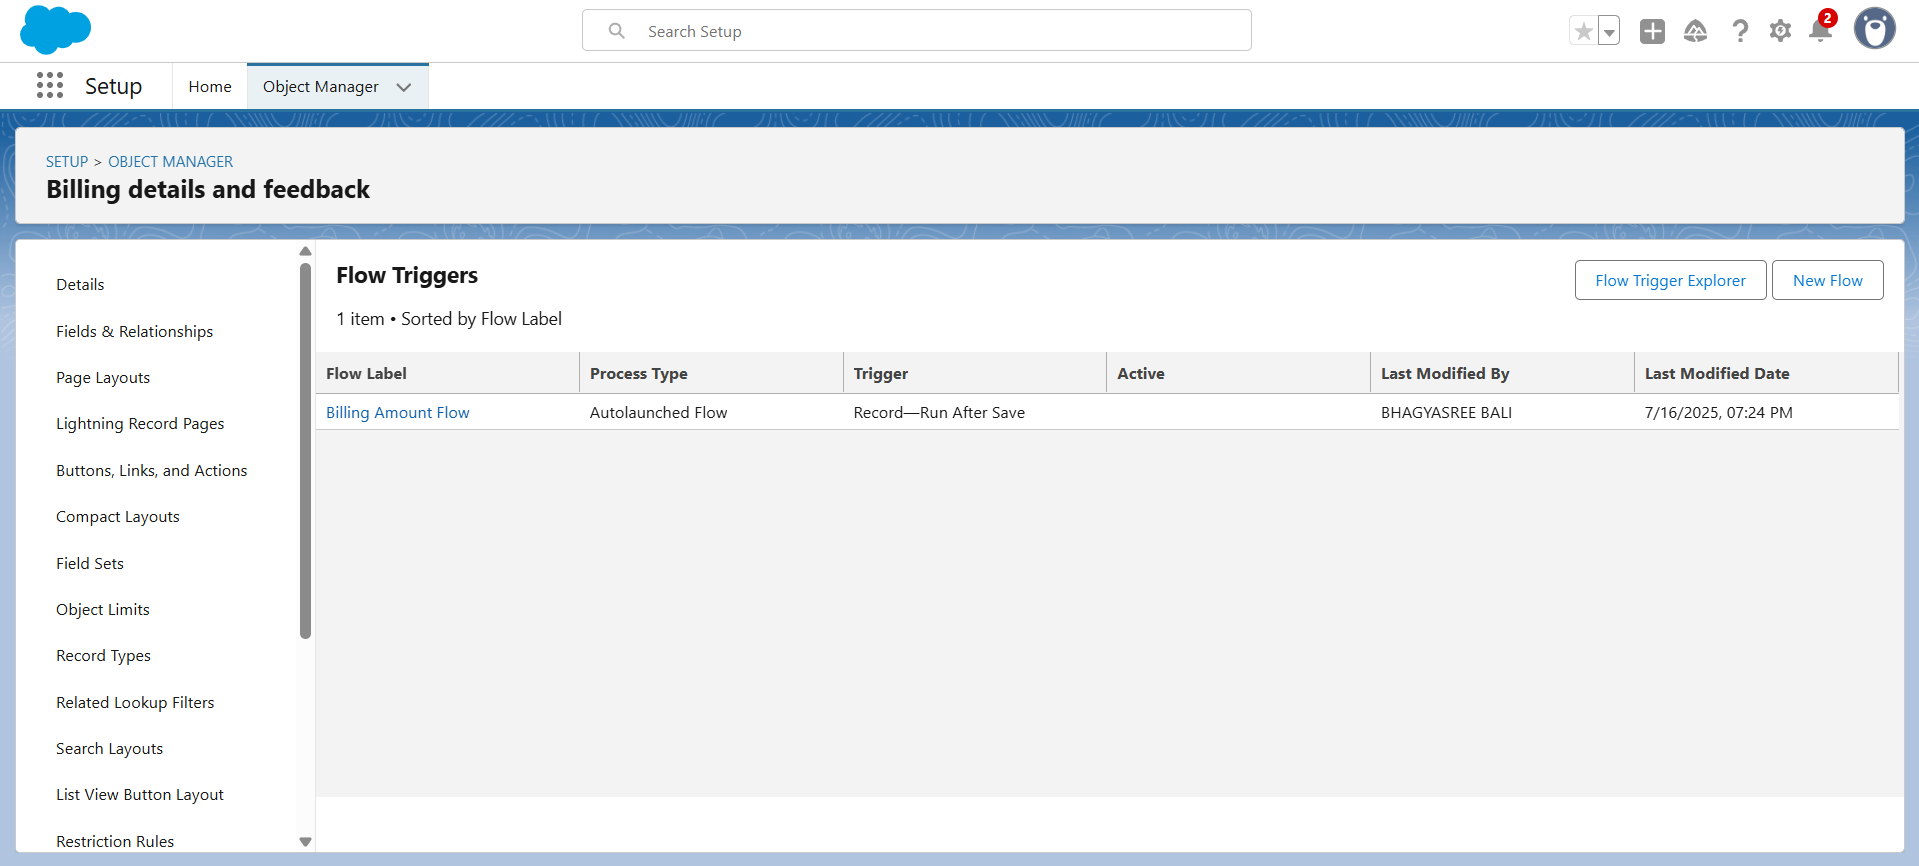 Search Setup
2
Setup
Home
Object Manager
SETUP > OBJECT MANAGER
Billing details and feedback
Details
Fields & Relationships
Page Layouts
Lightning Record Pages
Buttons, Links, and Actions
Compact Layouts
Field Sets
Object Limits
Record Types
Related Lookup Filters
Search Layouts
List View Button Layout
Restriction Rules
Flow Triggers
1 item • Sorted by Flow Label
Flow Trigger Explorer
New Flow
Flow Label Process Type Trigger Active Last Modified By Last Modified Date
Billing Amount Flow Autolaunched Flow Record—Run After Save BHAGYASREE BALI 7/16/2025, 07:24 PM